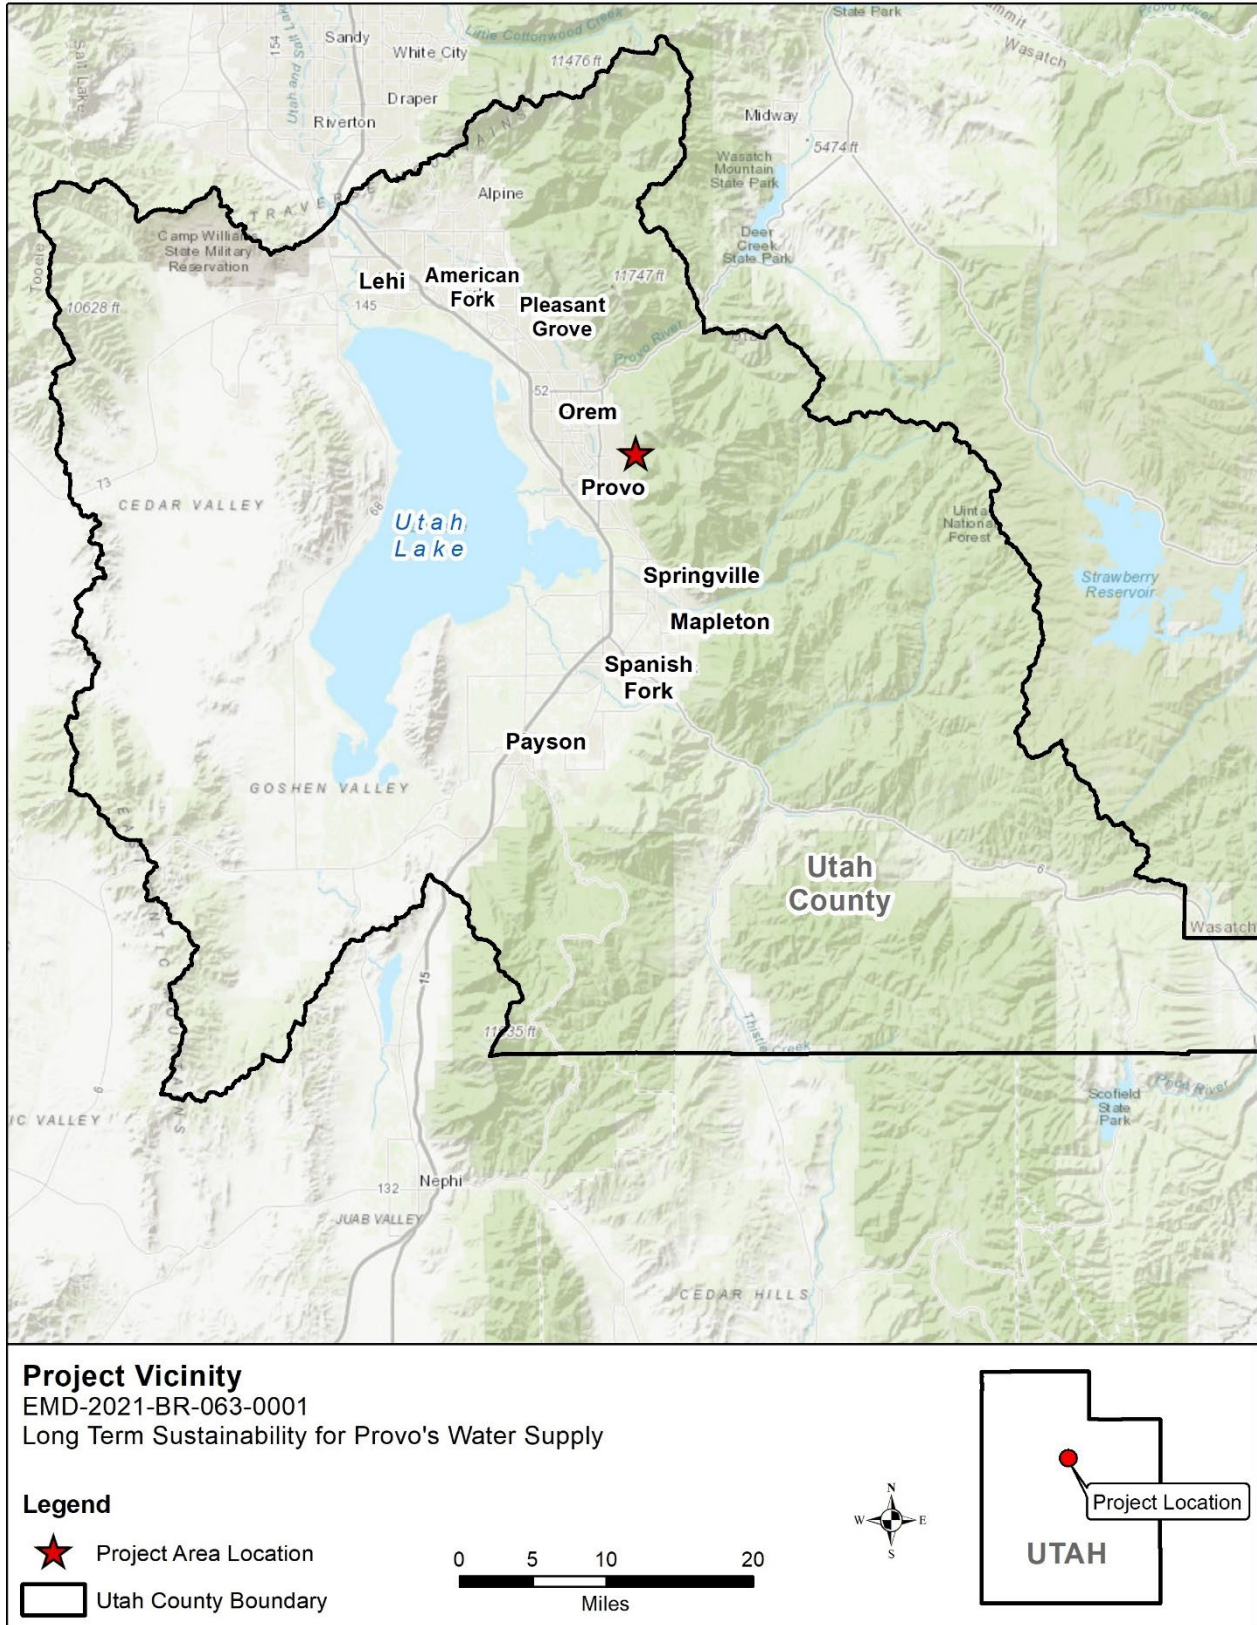 State Park
Provo River
Summit
Wasatch
Little Cottonwood Creek
Sandy
White City
154
Utah and Salt Lake
Salt Lake
11476 ft
Draper
Riverton
Midway
5474 ft
Wasatch
Mountain
State Park
Alpine
TRAVERSE MOUNTAINS
Camp Williams
State Military
Reservation
Tooele
Deer
Creek
State Park
11747 ft
Lehi
American
Fork
145
10628 ft
Pleasant
Grove
Provo River
52
Orem
73
68
CEDAR VALLEY
Provo
Utah
Lake
Uinta
National
Forest
Springville
Strawberry
Reservoir
Mapleton
Spanish
Fork
Payson
GOSHEN VALLEY
Utah
County
6
Wasatch
15
Thistle Creek
6
IC VALLEY
Scofield
State
Park
Nephi
132
JUAB VALLEY
CEDAR HILLS
Project Vicinity
EMD-2021-BR-063-0001
Long Term Sustainability for Provo's Water Supply
Legend
Project Area Location
Utah County Boundary
0 5 10 20
Miles
N
W E
S
Project Location
UTAH